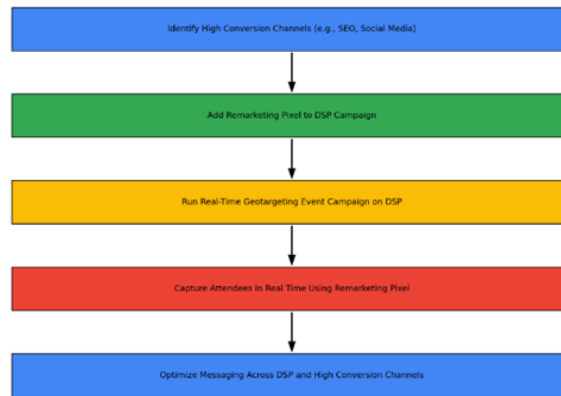 Identify High Conversion Channels (e.g., SEO, Social Media)
Add Remarketing Pixel to DSP Campaign
Run Real-Time Geotargeting Event Campaign on DSP
Capture Attendees in Real Time Using Remarketing Pixel
Optimize Messaging Across DSP and High Conversion Channels